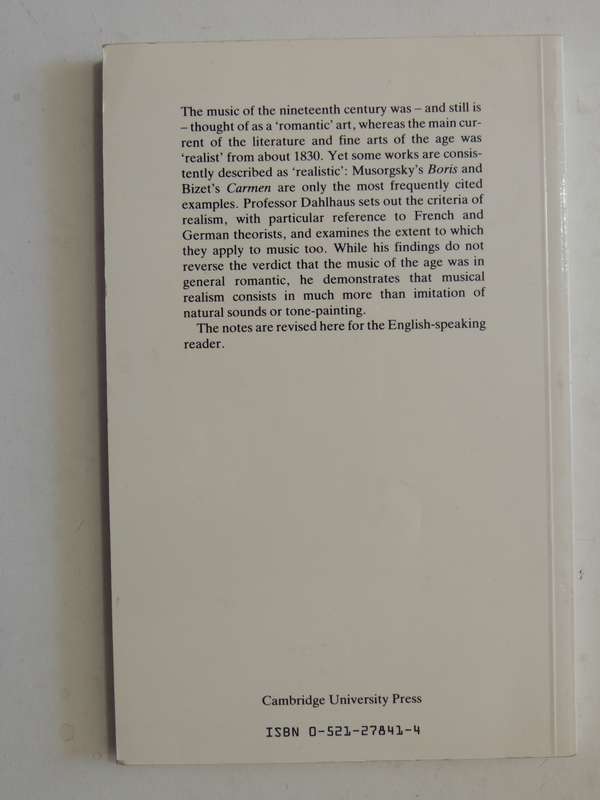 The music of the nineteenth century was – and still is
– thought of as a 'romantic' art, whereas the main cur-
rent of the literature and fine arts of the age was
'realist' from about 1830. Yet some works are consis-
tently described as 'realistic': Musorgsky's Boris and
Bizet's Carmen are only the most frequently cited
examples. Professor Dahlhaus sets out the criteria of
realism, with particular reference to French and
German theorists, and examines the extent to which
they apply to music too. While his findings do not
reverse the verdict that the music of the age was in
general romantic, he demonstrates that musical
realism consists in much more than imitation of
natural sounds or tone-painting.
The notes are revised here for the English-speaking
reader.
Cambridge University Press
ISBN 0-521-27841-4